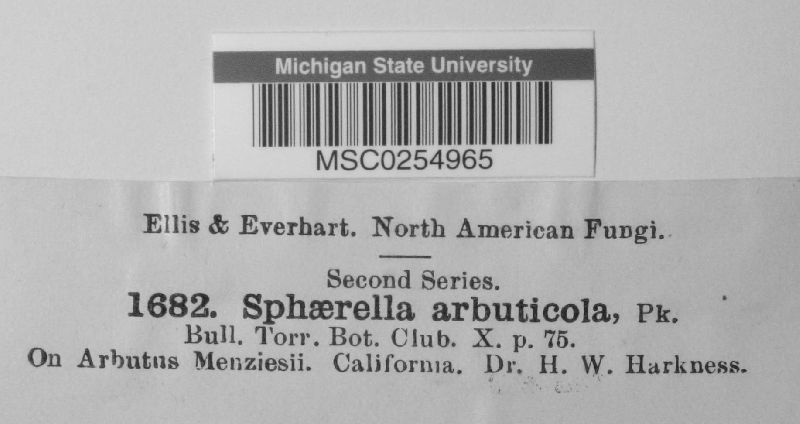 Michigan State University
MSC0254965
Ellis & Everhart. North American Fungi.
Second Series.
1682. Sphærella arbuticola, Pk.
Bull. Torr. Bot. Club. X. p. 75.
On Arbutus Menziesii. California. Dr. H. W. Harkness.